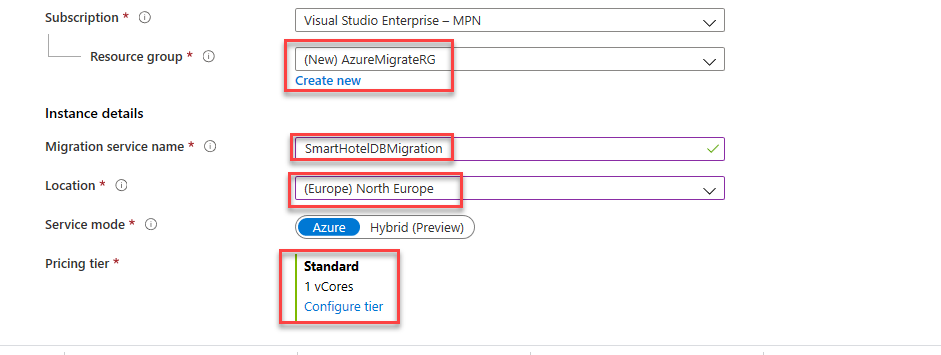 Subscription *
Visual Studio Enterprise – MPN
Resource group *
(New) AzureMigrateRG
Create new
Instance details
Migration service name *
SmartHotelDBMigration
Location *
(Europe) North Europe
Service mode *
Azure
Hybrid (Preview)
Pricing tier *
Standard
1 vCores
Configure tier